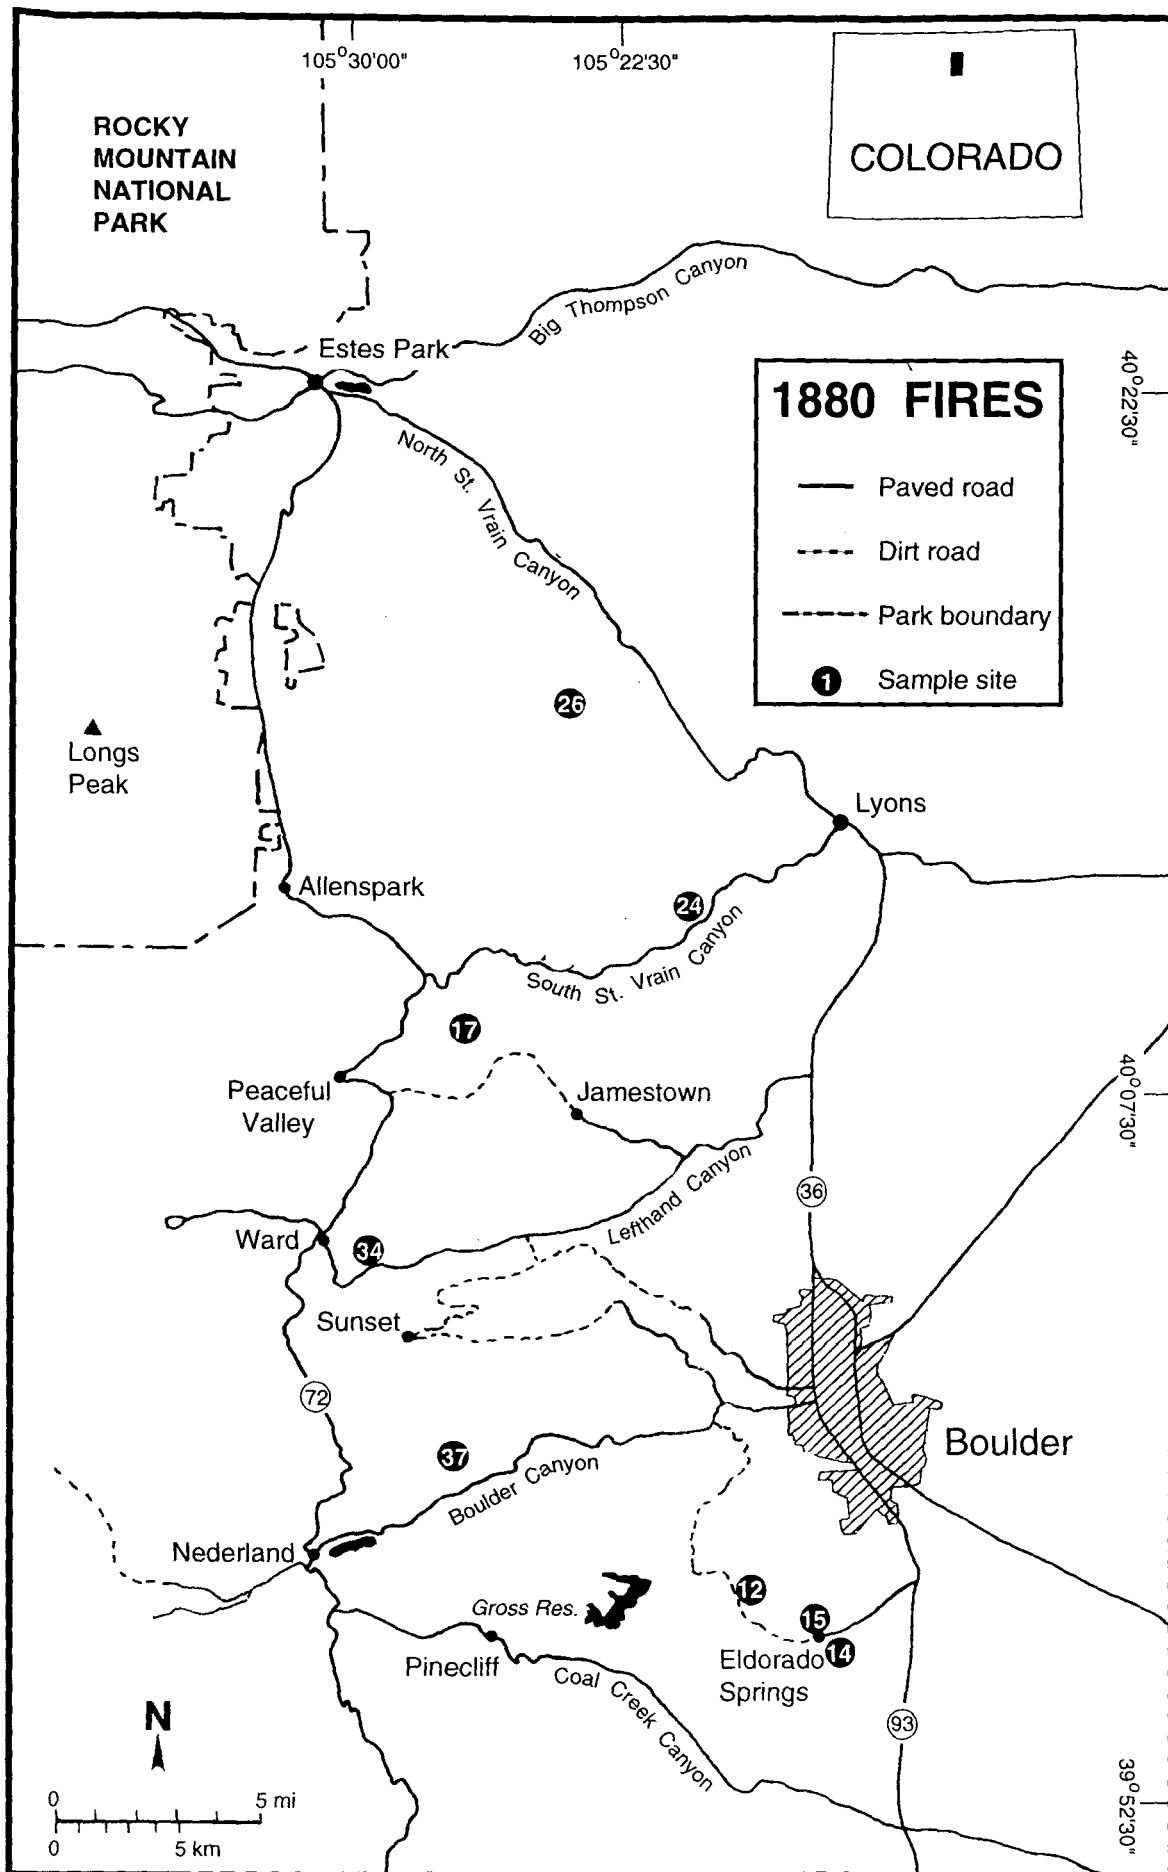 105°30'00"
105°22'30"
ROCKY
MOUNTAIN
NATIONAL
PARK
COLORADO
Big Thompson Canyon
Estes Park
40°22'30"
1880 FIRES
Paved road
Dirt road
Park boundary
1 Sample site
North St. Vrain Canyon
26
Longs
Peak
Lyons
Allenspark
24
South St. Vrain Canyon
17
40°07'30"
Peaceful
Valley
Jamestown
Lefthand Canyon
36
Ward
34
Sunset
72
Boulder
37
Boulder Canyon
Nederland
12
Gross Res.
15
14
Eldorado
Springs
Pinecliff
Coal Creek Canyon
93
N
39°52'30"
0 5 mi
0 5 km